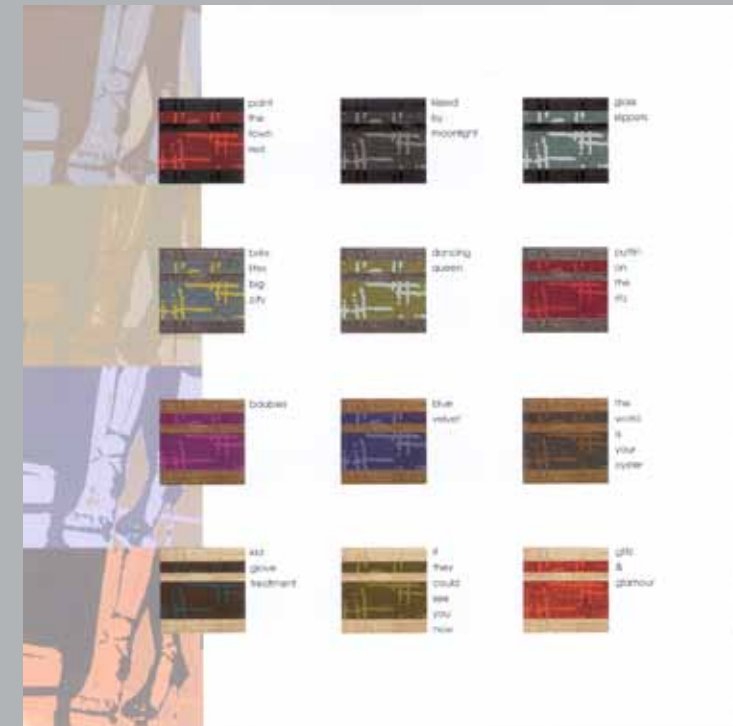 paint
the
town
red
kissed
by
moonlight
glass
slippers
bright
lites
big
city
dancing
queen
puttin'
on
the
ritz
baubles
blue
velvet
the
world
is
your
oyster
kid
glove
treatment
if
they
could
see
you
now
glitz
&
glamour